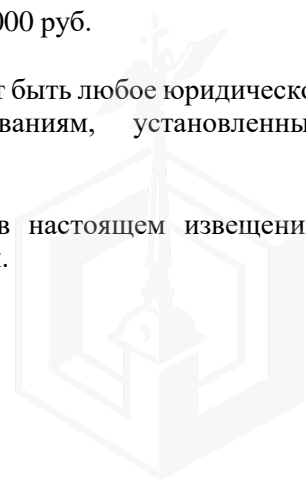 000 руб.
т быть любое юридическо
ваниям, установленны
в настоящем извещени